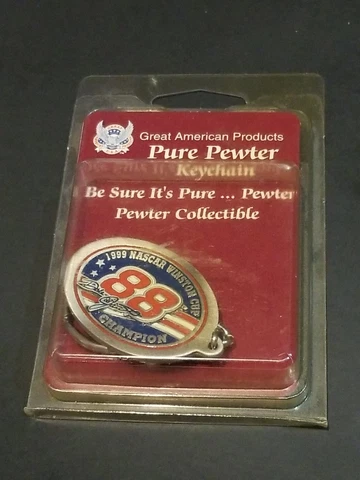 Great American Products
Pure Pewter
Keychain
Be Sure It's Pure ... Pewter
Pewter Collectible
1999 NASCAR WINSTON CUP
88
CHAMPION